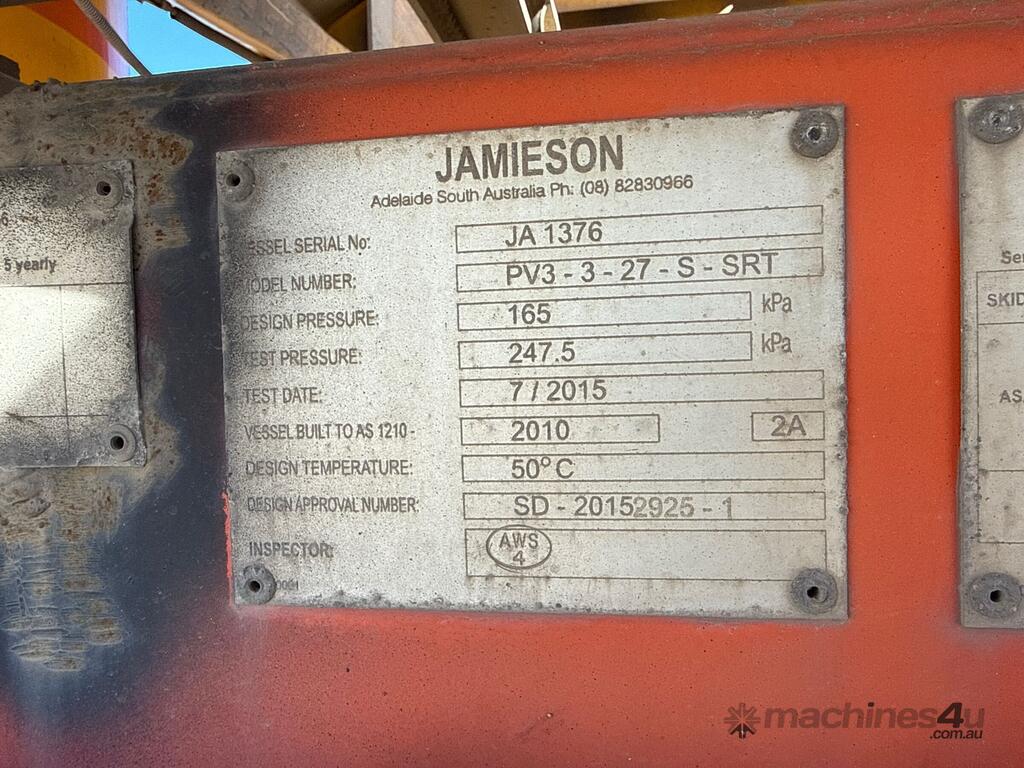 5 yearly
JAMIESON
Adelaide South Australia Ph: (08) 82830966
VESSEL SERIAL No: JA 1376
MODEL NUMBER: PV3 - 3 - 27 - S - SRT
DESIGN PRESSURE: 165 kPa
TEST PRESSURE: 247.5 kPa
TEST DATE: 7 / 2015
VESSEL BUILT TO AS 1210 - 2010 2A
DESIGN TEMPERATURE: 50°C
DESIGN APPROVAL NUMBER: SD - 20152925 - 1
INSPECTOR: AWS 4
SKID
AS
machines4u
.com.au